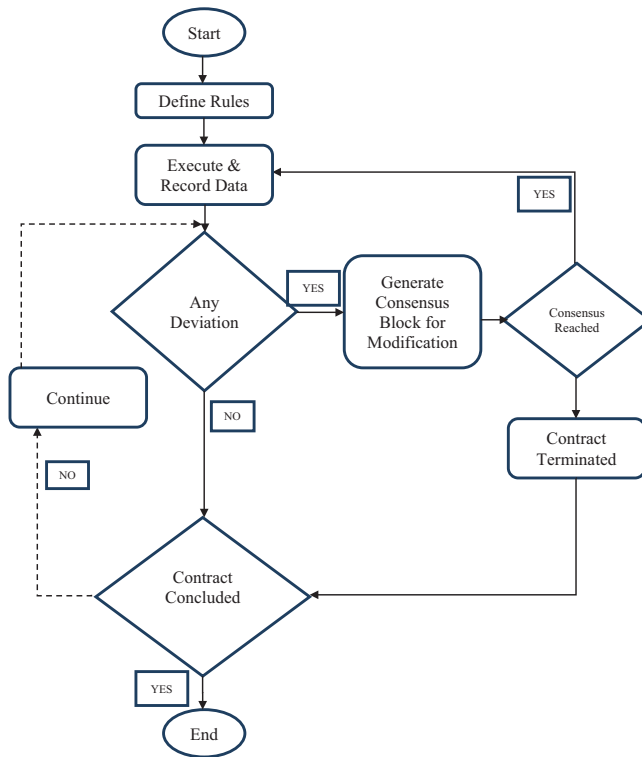 Start
Define Rules
Execute &
Record Data
YES
Any
Deviation
YES
Generate
Consensus
Block for
Modification
Consensus
Reached
Continue
NO
Contract
Terminated
NO
Contract
Concluded
YES
End